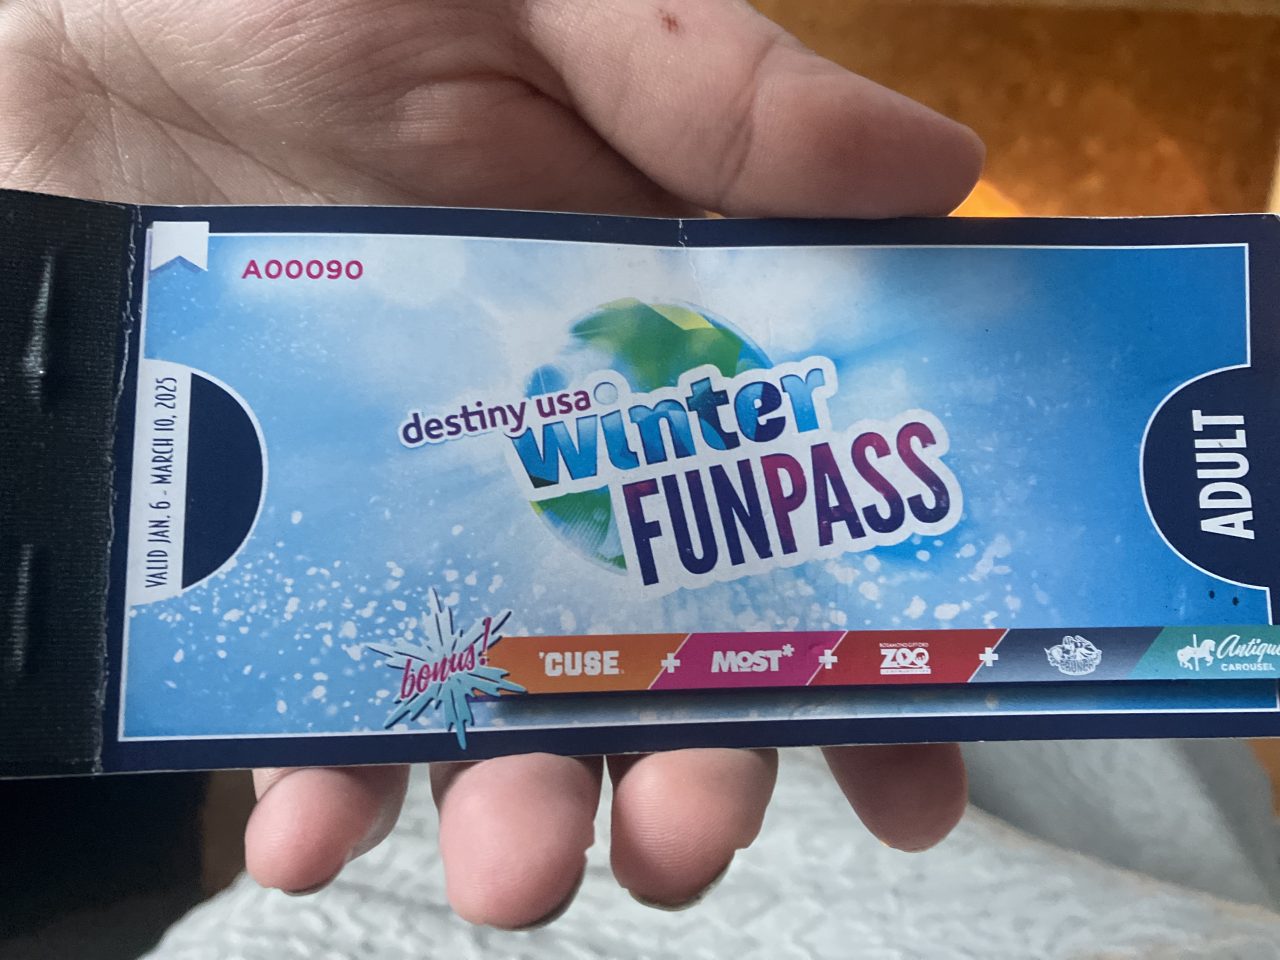 A00090
VALID JAN. 6 - MARCH 10, 2025
destiny usa
winter
FUNPASS
ADULT
bonus!
'CUSE + MOST* + ZOO + Antique
CAROUSEL